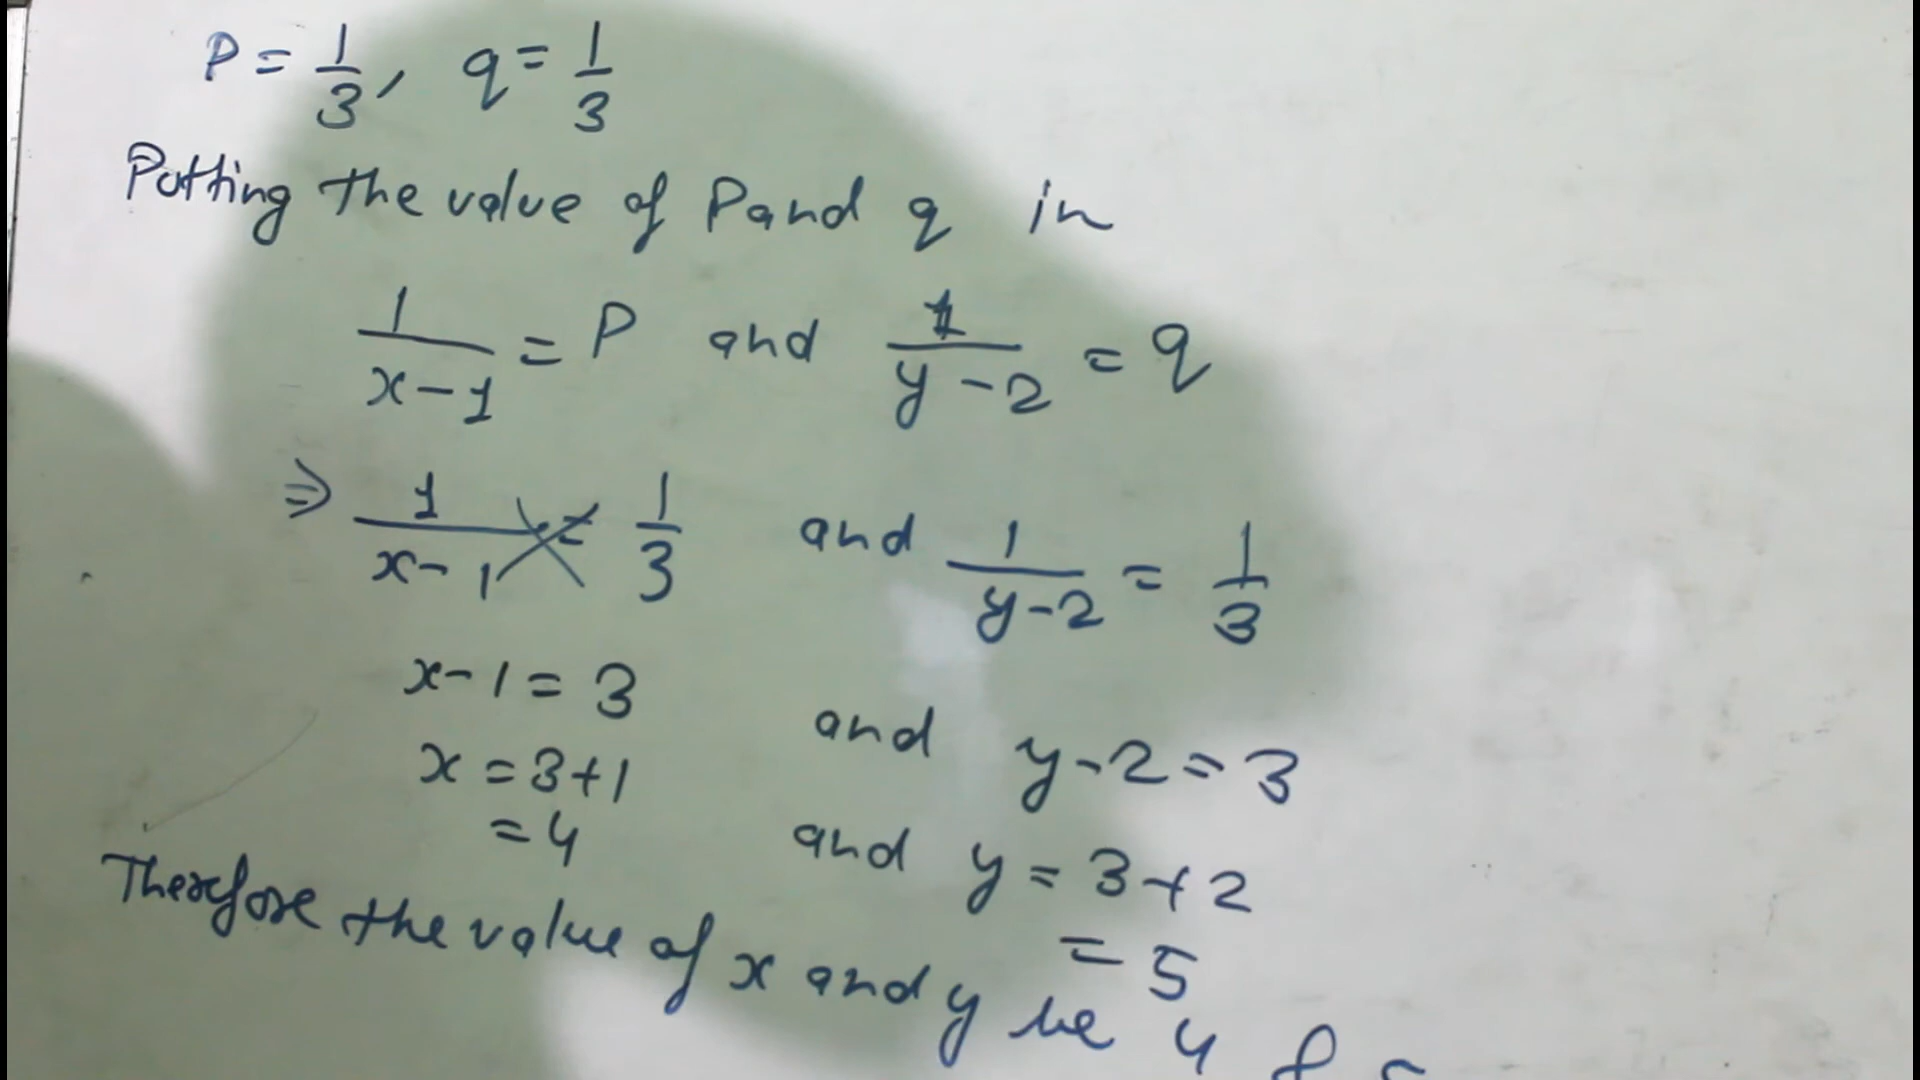 P = 1/3, q = 1/3
Putting the value of P and q in
1/(x-1) = P and 1/(y-2) = q
⇒ 1/(x-1) = 1/3 and 1/(y-2) = 1/3
x-1 = 3 and y-2 = 3
x = 3+1 and y = 3+2
= 4
= 5
Therefore the value of x and y be 4